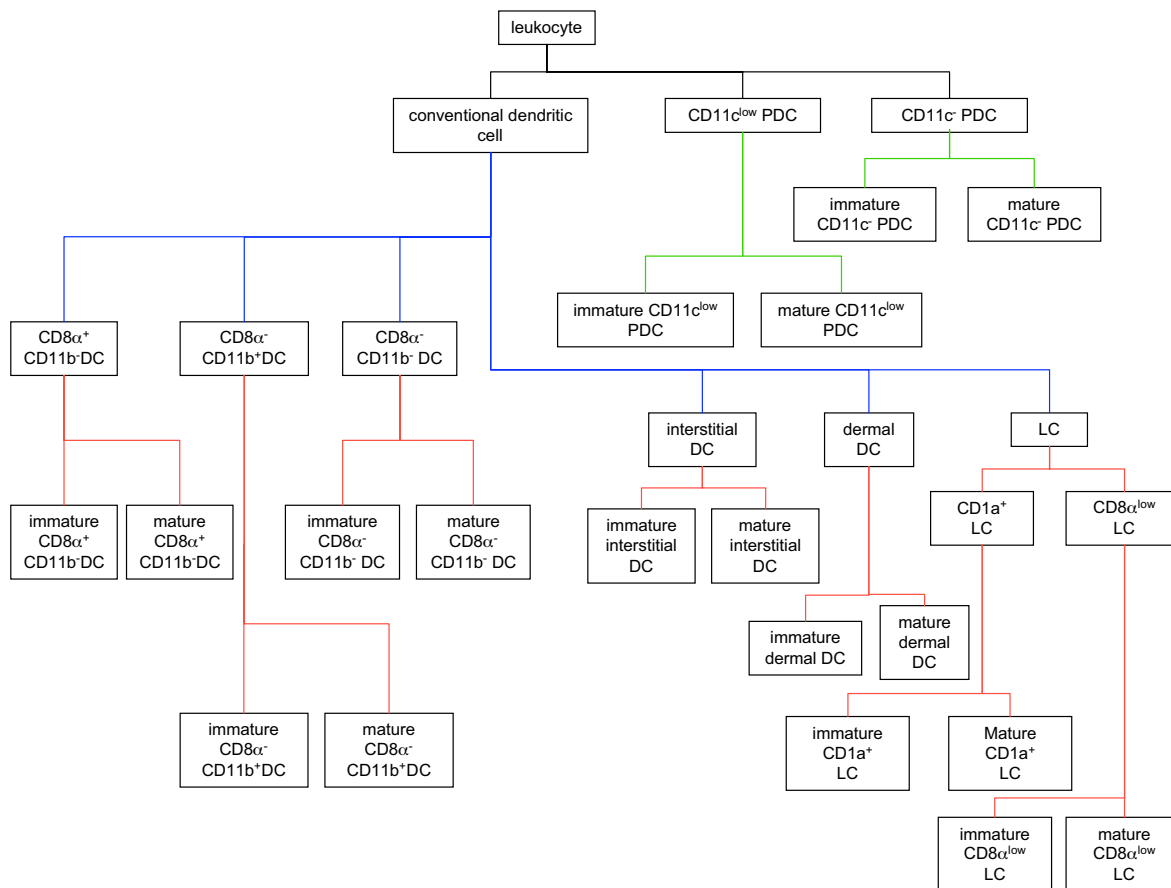 leukocyte
conventional dendritic
cell
CD11c^low PDC
CD11c⁻ PDC
immature
CD11c⁻ PDC
mature
CD11c⁻ PDC
immature CD11c^low
PDC
mature CD11c^low
PDC
CD8α⁺
CD11b⁻DC
CD8α⁻
CD11b⁺DC
CD8α⁻
CD11b⁻ DC
interstitial
DC
dermal
DC
LC
immature
CD8α⁺
CD11b⁻DC
mature
CD8α⁺
CD11b⁻DC
immature
CD8α⁻
CD11b⁻ DC
mature
CD8α⁻
CD11b⁻ DC
immature
interstitial
DC
mature
interstitial
DC
CD1a⁺
LC
CD8α^low
LC
immature
dermal DC
mature
dermal
DC
immature
CD8α⁻
CD11b⁺DC
mature
CD8α⁻
CD11b⁺DC
immature
CD1a⁺
LC
Mature
CD1a⁺
LC
immature
CD8α^low
LC
mature
CD8α^low
LC